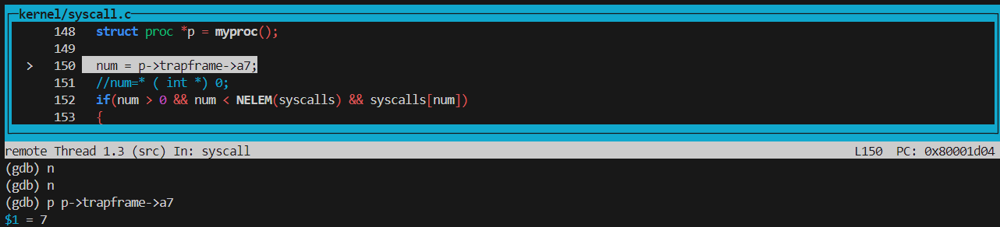 kernel/syscall.c
148 struct proc *p = myproc();
149
> 150 num = p->trapframe->a7;
151 //num=* ( int *) 0;
152 if(num > 0 && num < NELEM(syscalls) && syscalls[num])
153 {
remote Thread 1.3 (src) In: syscall L150 PC: 0x80001d04
(gdb) n
(gdb) n
(gdb) p p->trapframe->a7
$1 = 7